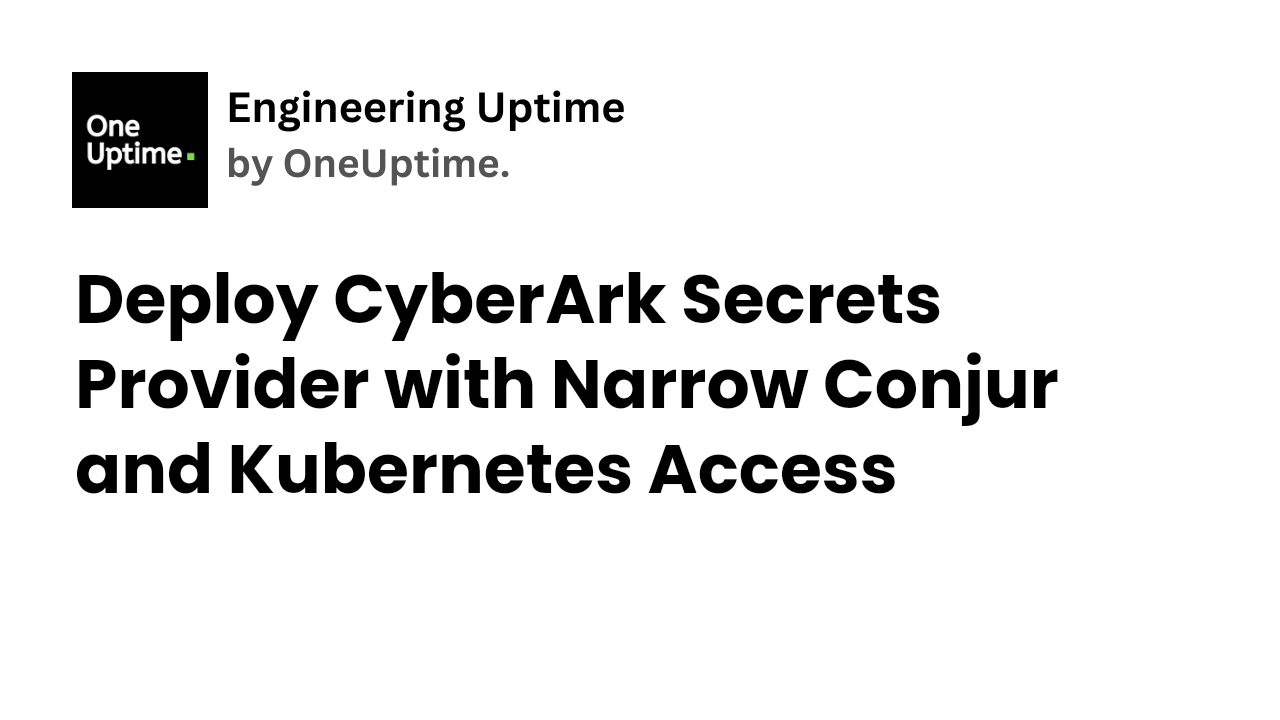 One
Uptime
Engineering Uptime
by OneUptime.
Deploy CyberArk Secrets
Provider with Narrow Conjur
and Kubernetes Access